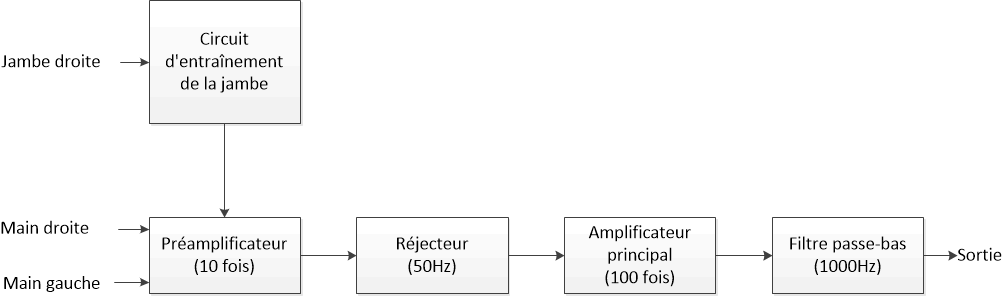 Jambe droite
Circuit
d'entraînement
de la jambe
Main droite
Main gauche
Préamplificateur
(10 fois)
Réjecteur
(50Hz)
Amplificateur
principal
(100 fois)
Filtre passe-bas
(1000Hz)
Sortie